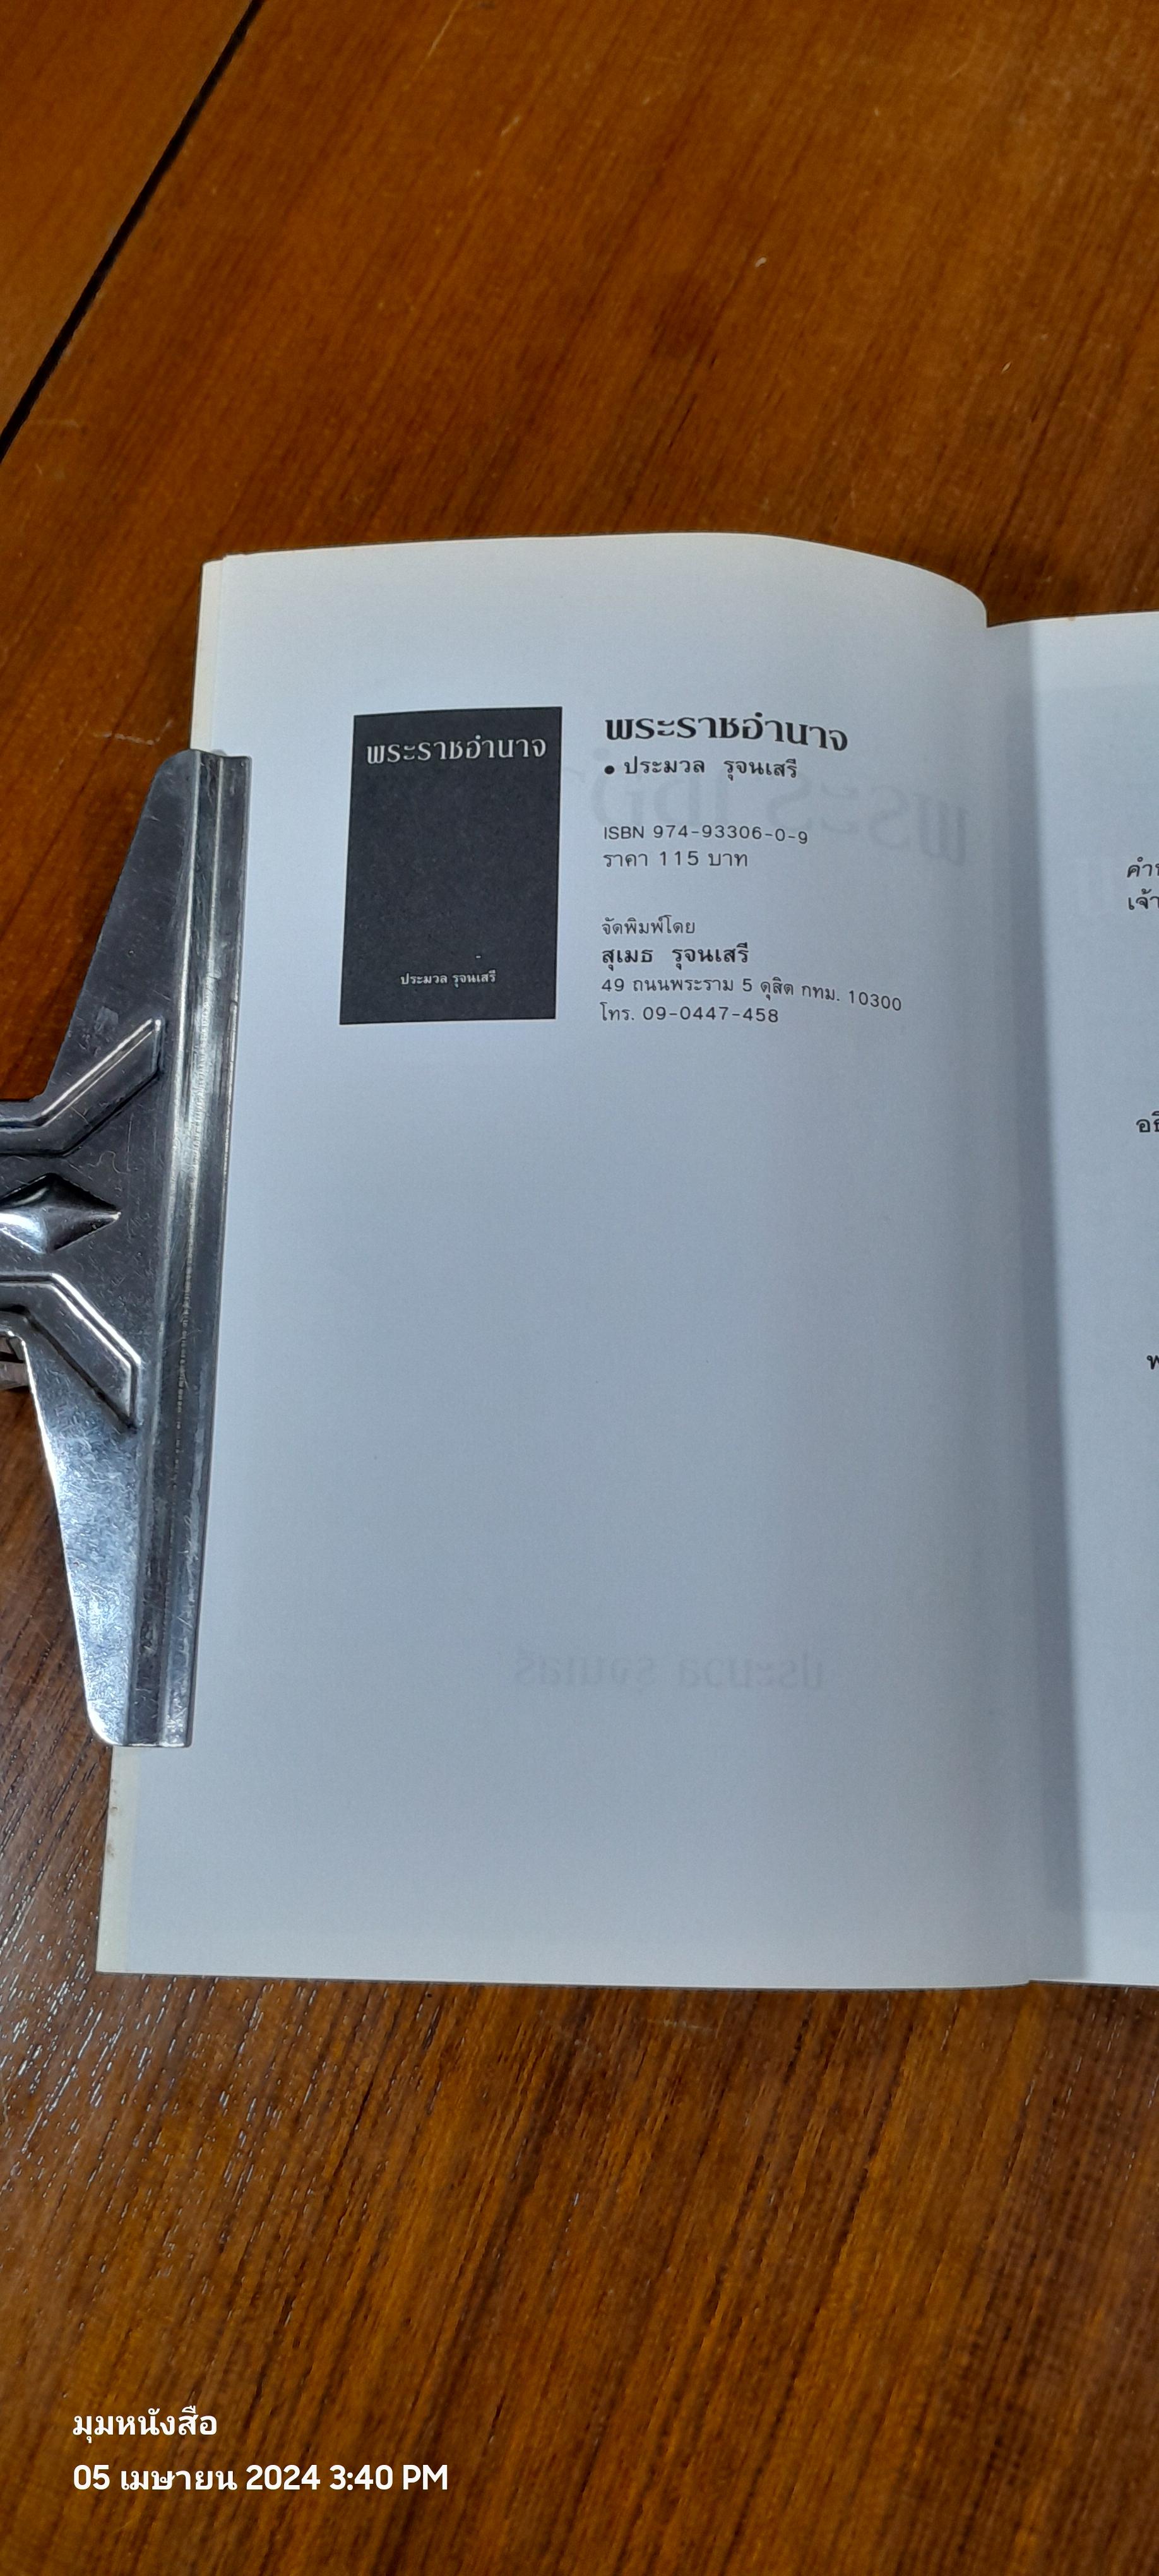 พระราชอำนาจ
ประมวล รุจนเสรี
พระราชอำนาจ
• ประมวล รุจนเสรี
ISBN 974-93306-0-9
ราคา 115 บาท
จัดพิมพ์โดย
สุเมธ รุจนเสรี
49 ถนนพระราม 5 ดุสิต กทม. 10300
โทร. 09-0447-458
เจ้า
มุมหนังสือ
05 เมษายน 2024 3:40 PM